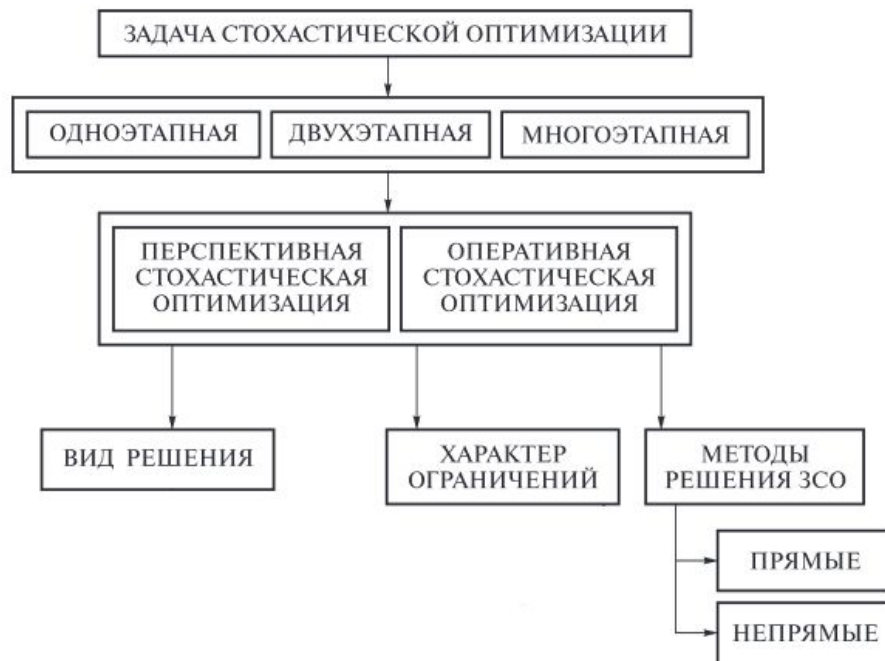 ЗАДАЧА СТОХАСТИЧЕСКОЙ ОПТИМИЗАЦИИ
ОДНОЭТАПНАЯ
ДВУХЭТАПНАЯ
МНОГОЭТАПНАЯ
ПЕРСПЕКТИВНАЯ
СТОХАСТИЧЕСКАЯ
ОПТИМИЗАЦИЯ
ОПЕРАТИВНАЯ
СТОХАСТИЧЕСКАЯ
ОПТИМИЗАЦИЯ
ВИД РЕШЕНИЯ
ХАРАКТЕР
ОГРАНИЧЕНИЙ
МЕТОДЫ
РЕШЕНИЯ ЗСО
ПРЯМЫЕ
НЕПРЯМЫЕ